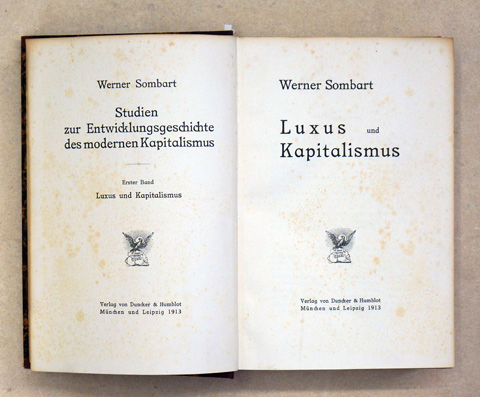 Werner Sombart
Studien
zur Entwicklungsgeschichte
des modernen Kapitalismus
Erster Band
Luxus und Kapitalismus
Verlag von Duncker & Humblot
München und Leipzig 1913
Werner Sombart
Luxus und
Kapitalismus
Verlag von Duncker & Humblot
München und Leipzig 1913